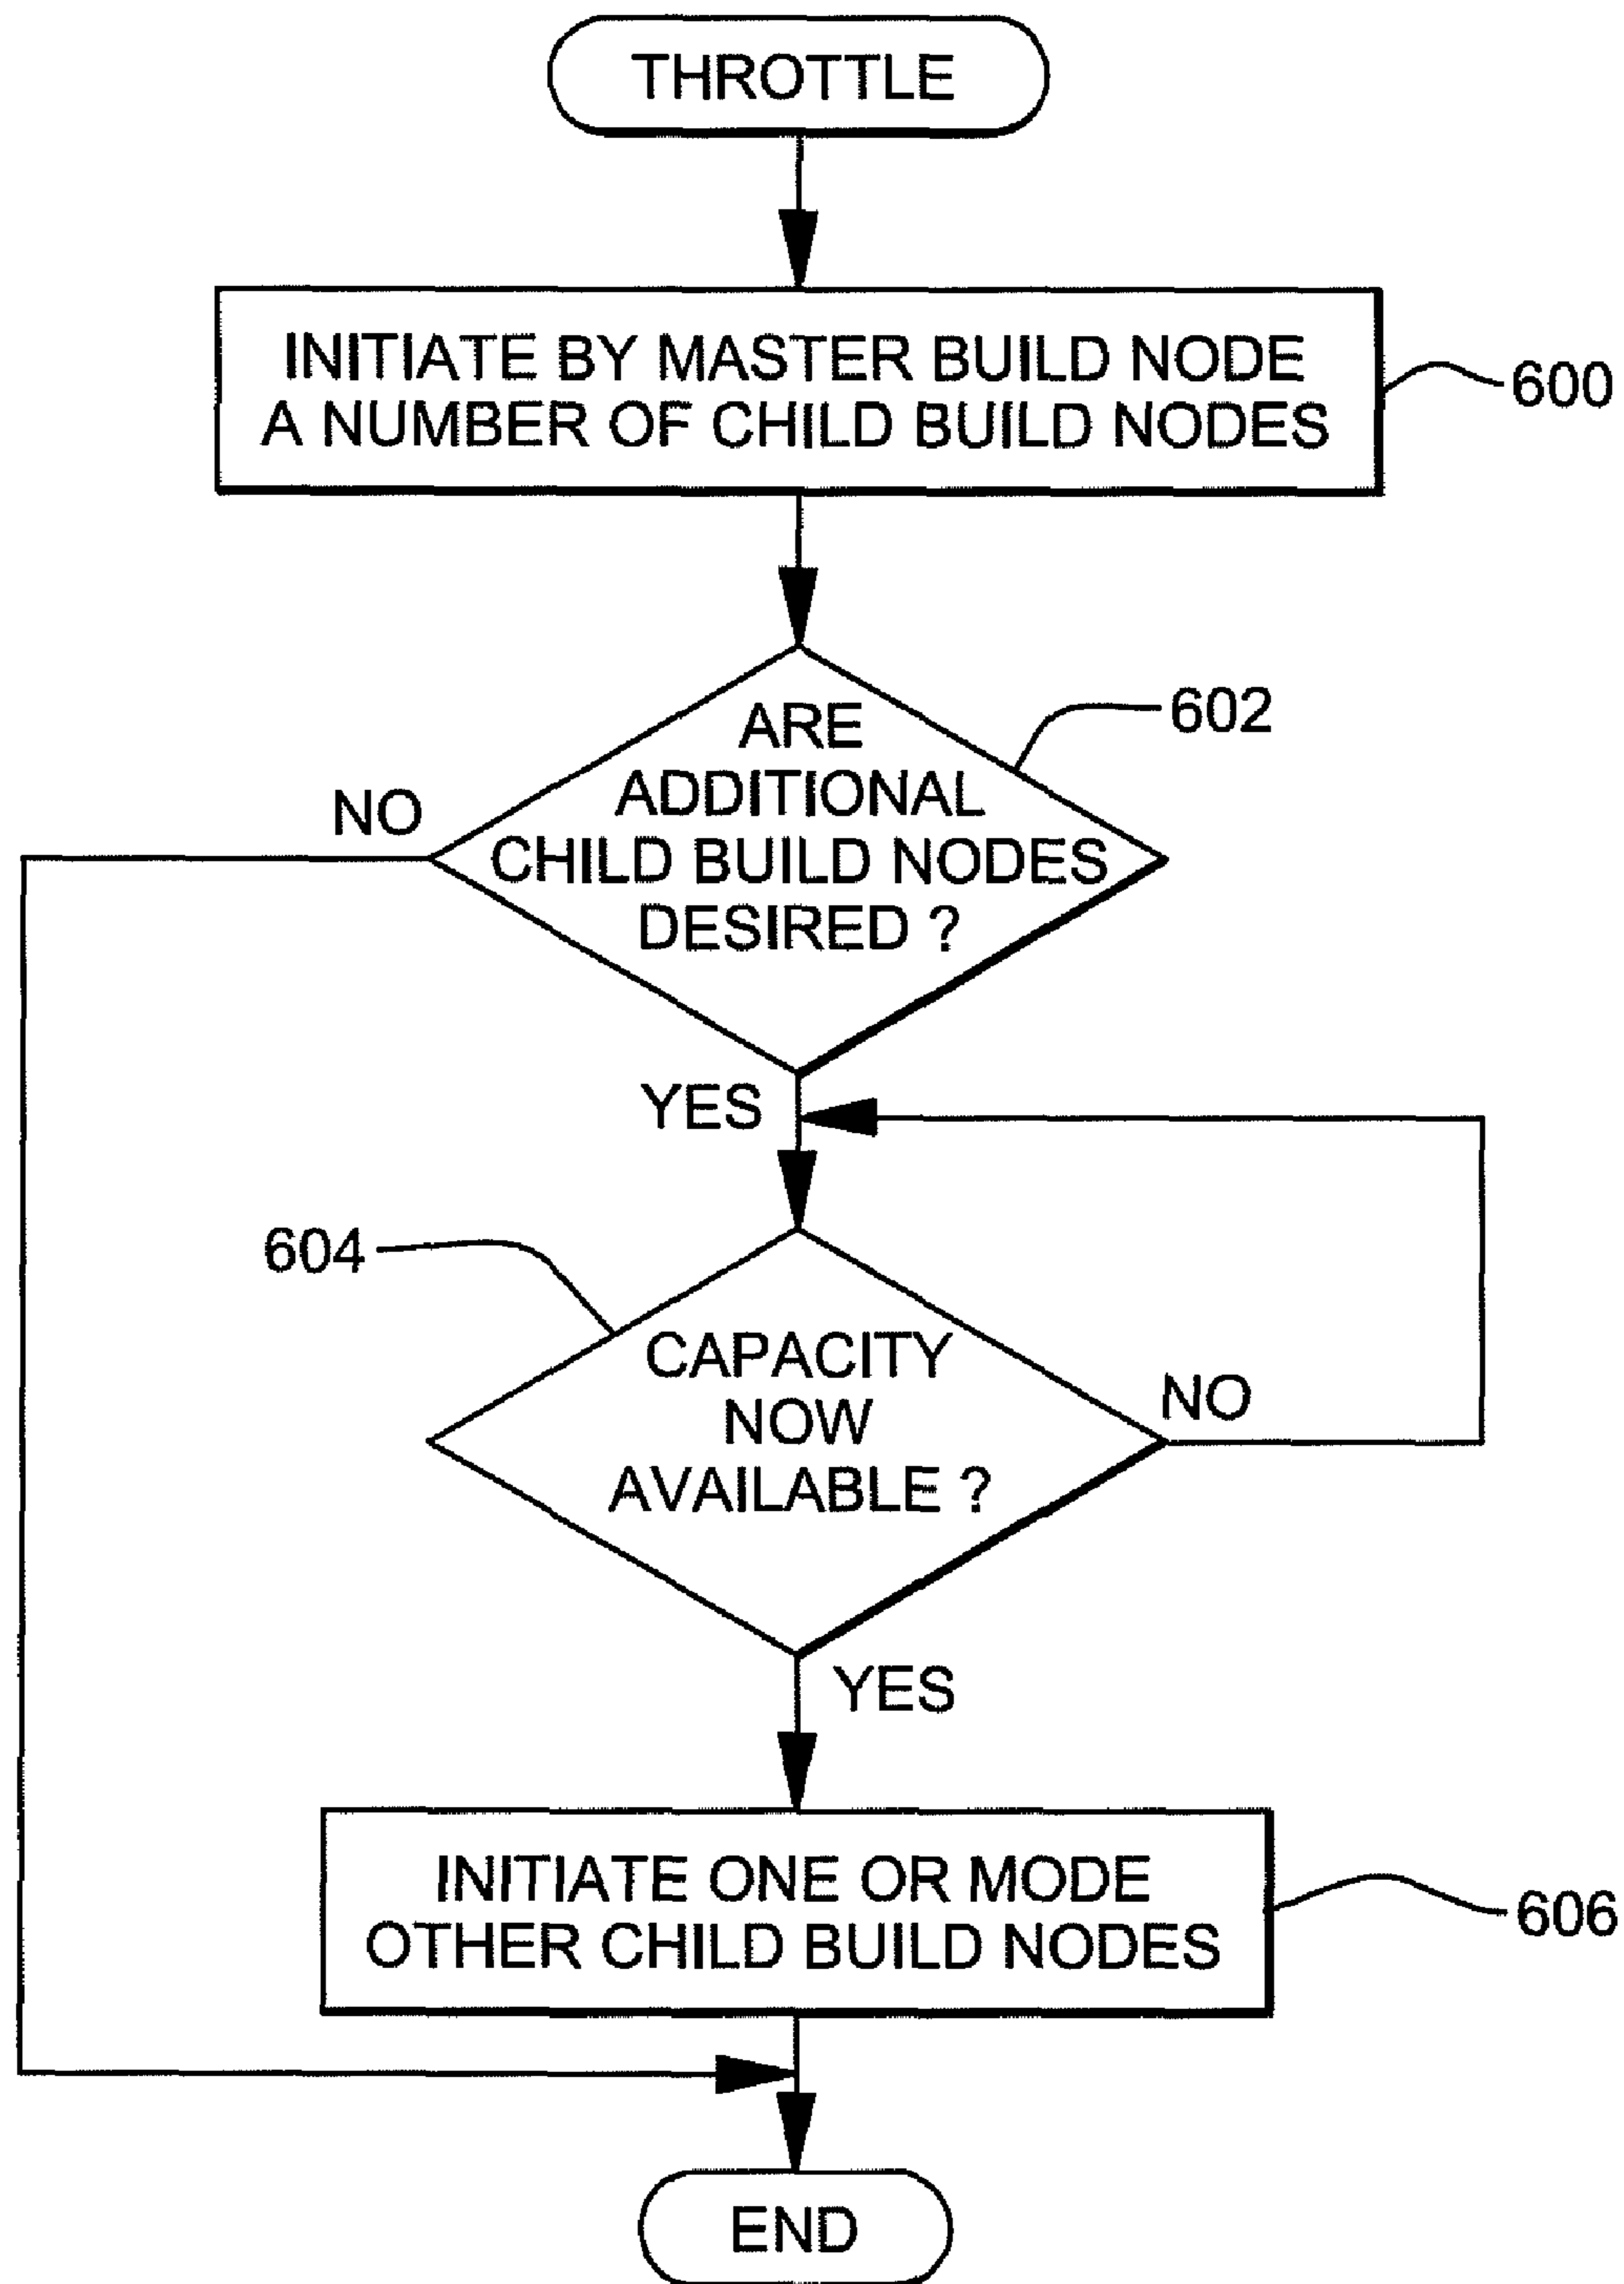 THROTTLE
INITIATE BY MASTER BUILD NODE
A NUMBER OF CHILD BUILD NODES
600
ARE
ADDITIONAL
CHILD BUILD NODES
DESIRED ?
602
NO
YES
604
CAPACITY
NOW
AVAILABLE ?
NO
YES
INITIATE ONE OR MODE
OTHER CHILD BUILD NODES
606
END